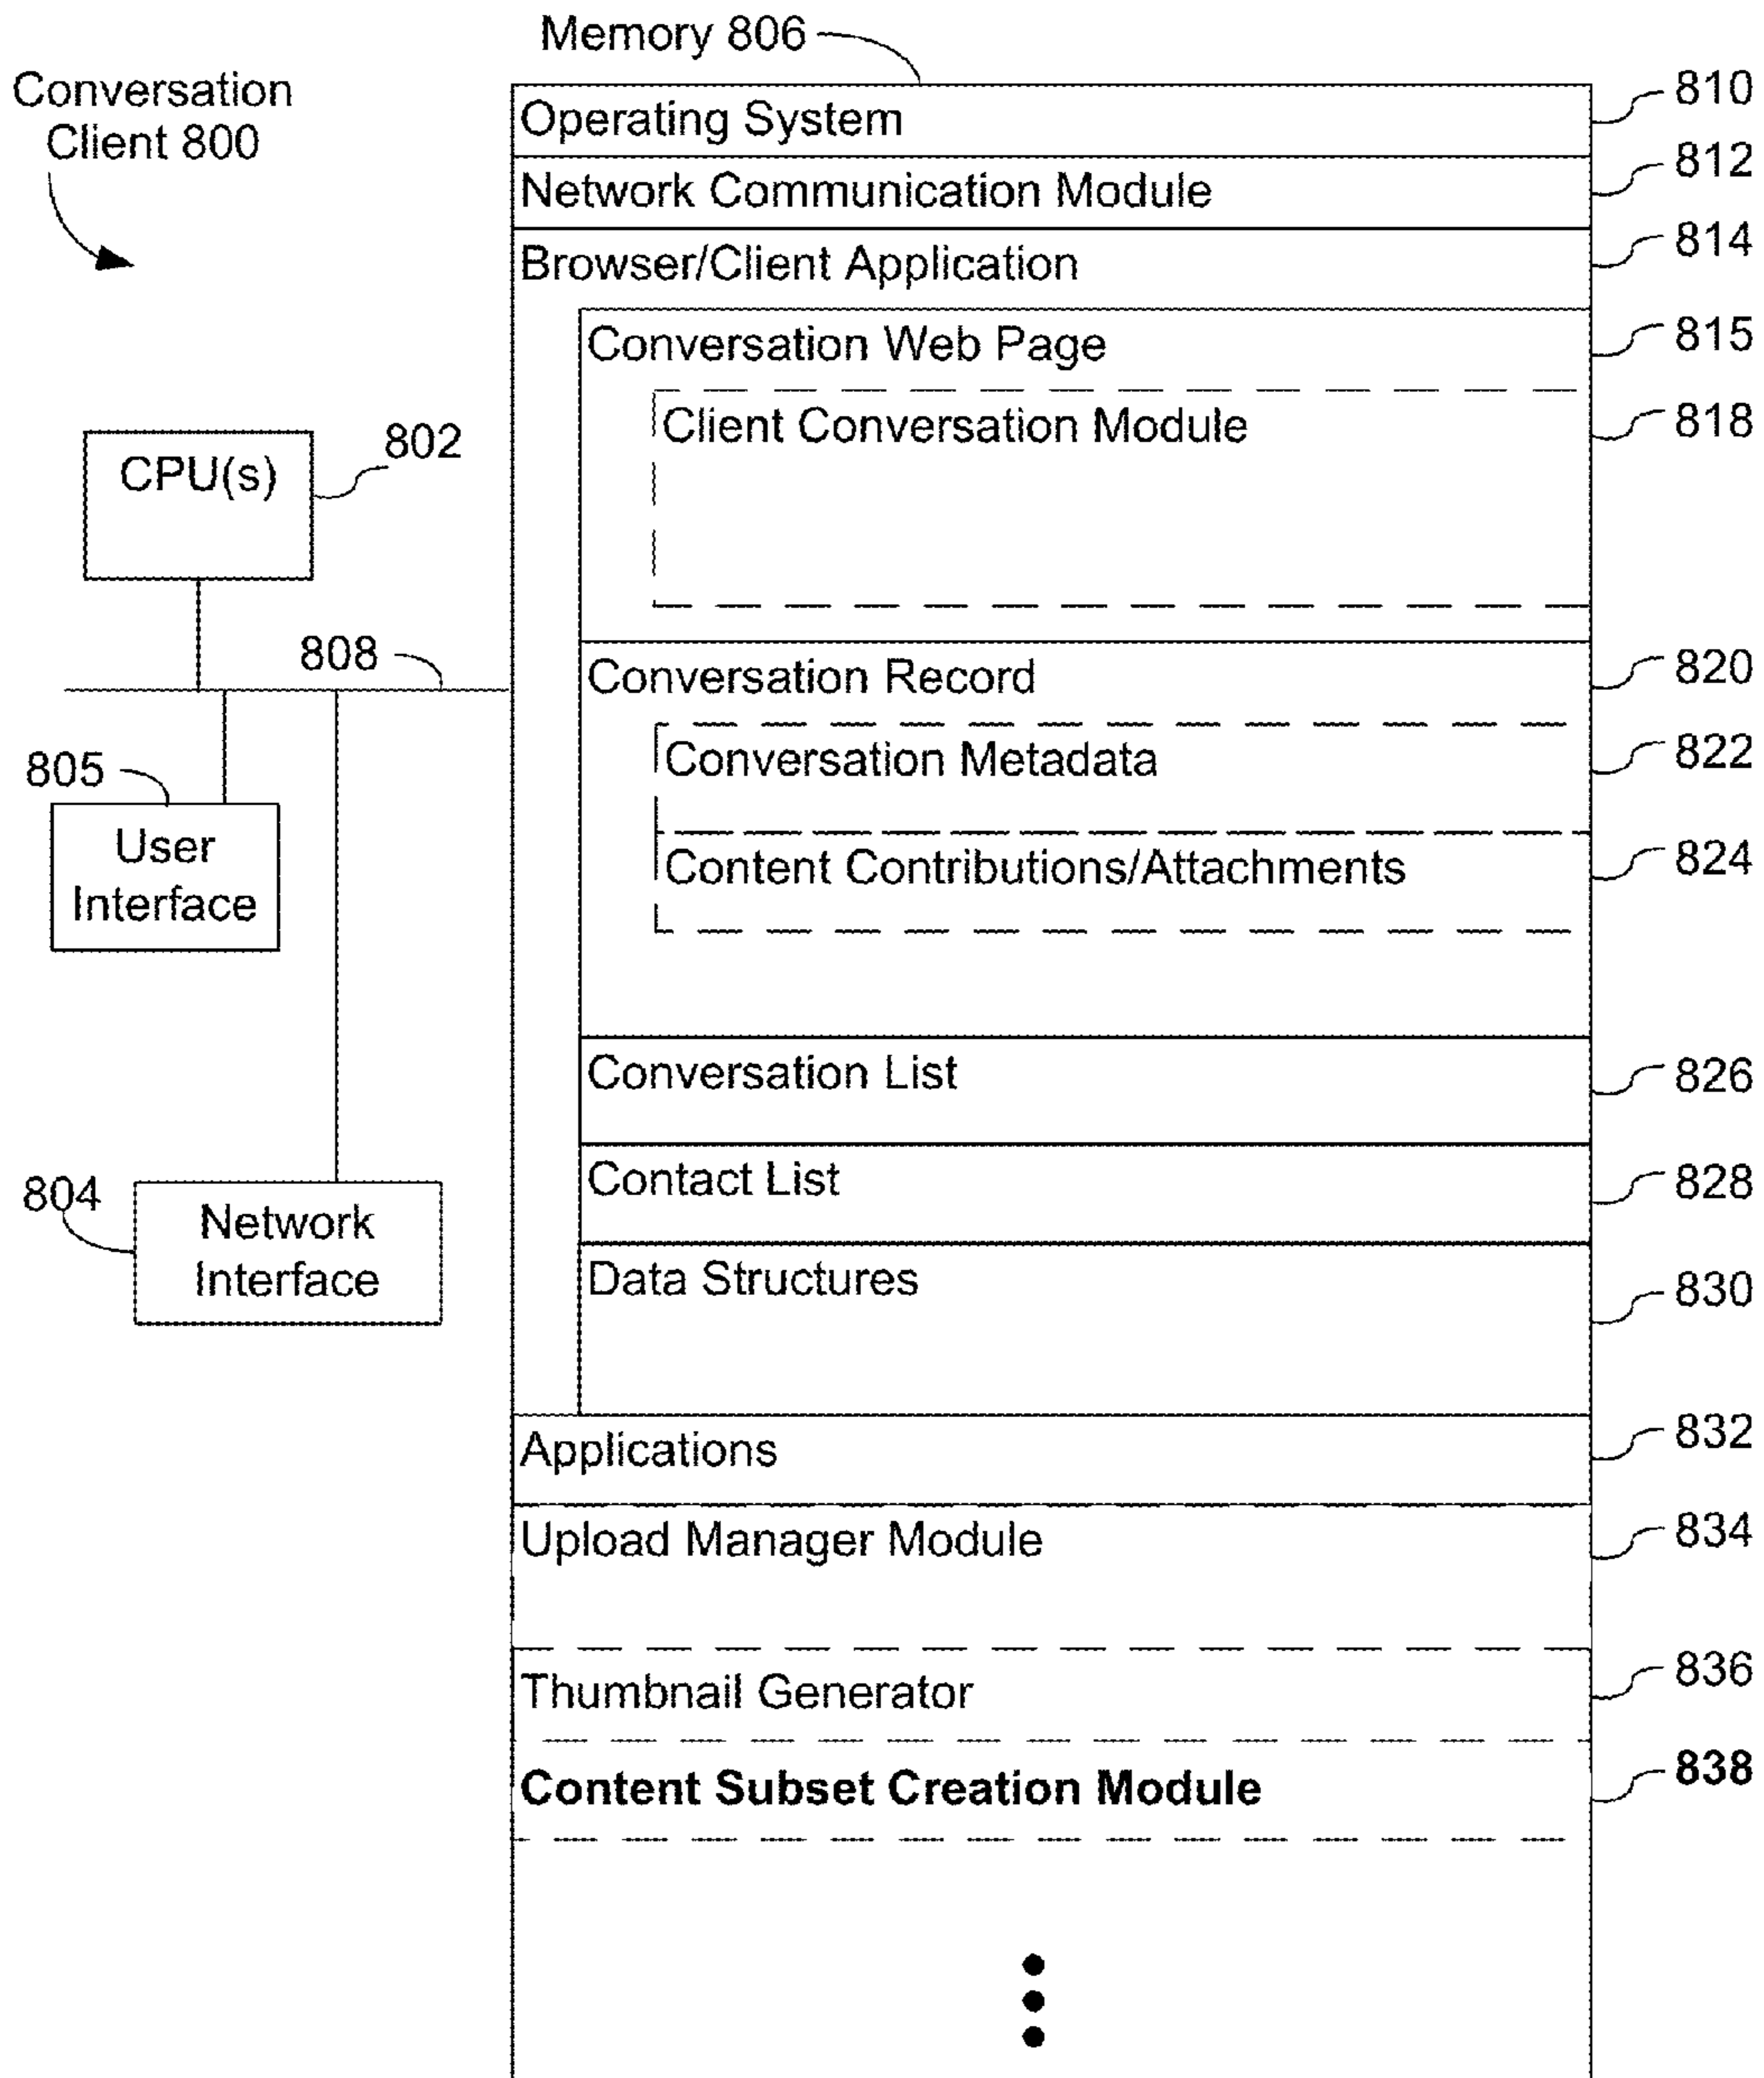 Memory 806
Conversation
Client 800
Operating System 810
Network Communication Module 812
Browser/Client Application 814
Conversation Web Page 815
Client Conversation Module 818
CPU(s) 802
808
Conversation Record 820
Conversation Metadata 822
805
User
Interface
Content Contributions/Attachments 824
Conversation List 826
Contact List 828
804
Network
Interface
Data Structures 830
Applications 832
Upload Manager Module 834
Thumbnail Generator 836
Content Subset Creation Module 838